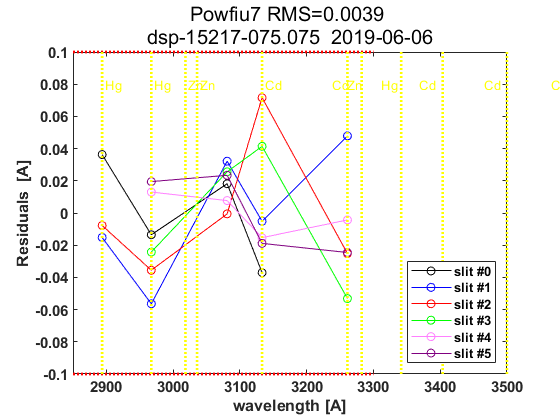 Powfiu7 RMS=0.0039
dsp-15217-075.075 2019-06-06
0.1
0.08
0.06
0.04
0.02
0
-0.02
-0.04
-0.06
-0.08
-0.1
Residuals [A]
Hg
Hg
Zn
Zn
Cd
Cd
Zn
Cd
Cd
Cd
slit #0
slit #1
slit #2
slit #3
slit #4
slit #5
2900
3000
3100
3200
3300
3400
3500
wavelength [A]